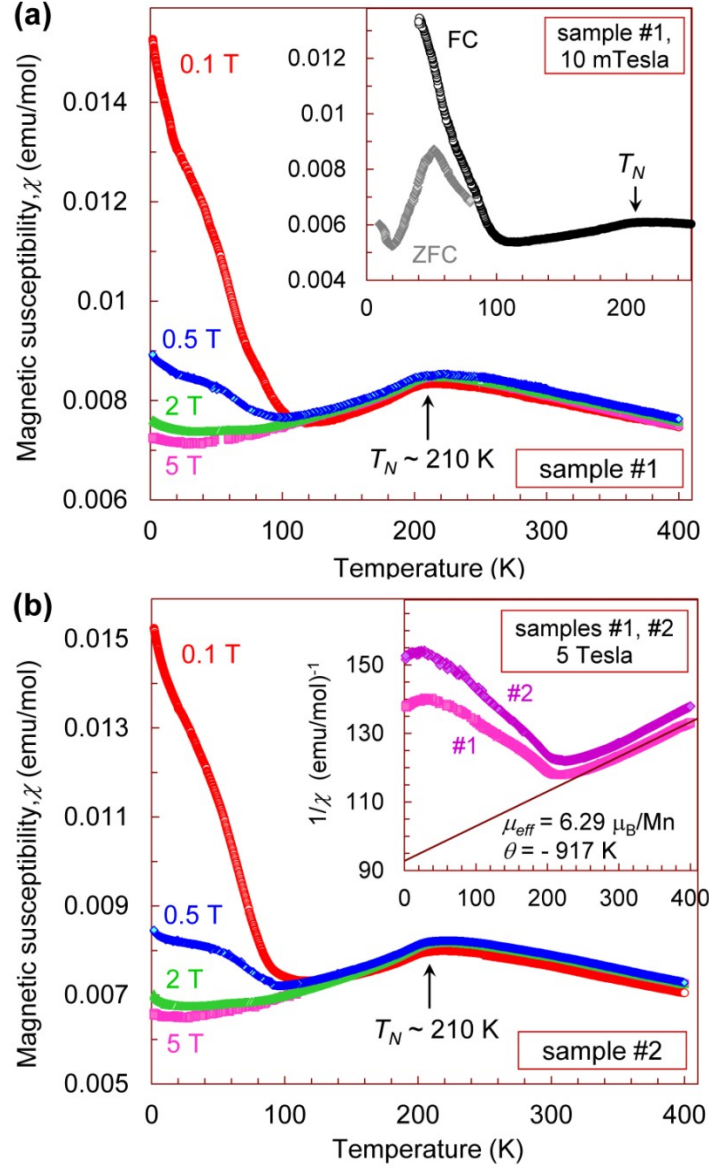 (a)
0.1 T
0.5 T
2 T
5 T
0.014
0.012
0.01
0.008
0.006
Magnetic susceptibility, χ (emu/mol)
0 100 200 300 400
Temperature (K)
T_N ~ 210 K
sample #1
FC
ZFC
sample #1,
10 mTesla
T_N
0.012
0.01
0.008
0.006
0.004
0 100 200
(b)
0.1 T
0.5 T
2 T
5 T
0.015
0.013
0.011
0.009
0.007
0.005
Magnetic susceptibility, χ (emu/mol)
0 100 200 300 400
Temperature (K)
T_N ~ 210 K
sample #2
samples #1, #2
5 Tesla
#2
#1
150
130
110
90
1/χ (emu/mol)⁻¹
μeff = 6.29 μB/Mn
θ = - 917 K
0 100 200 300 400